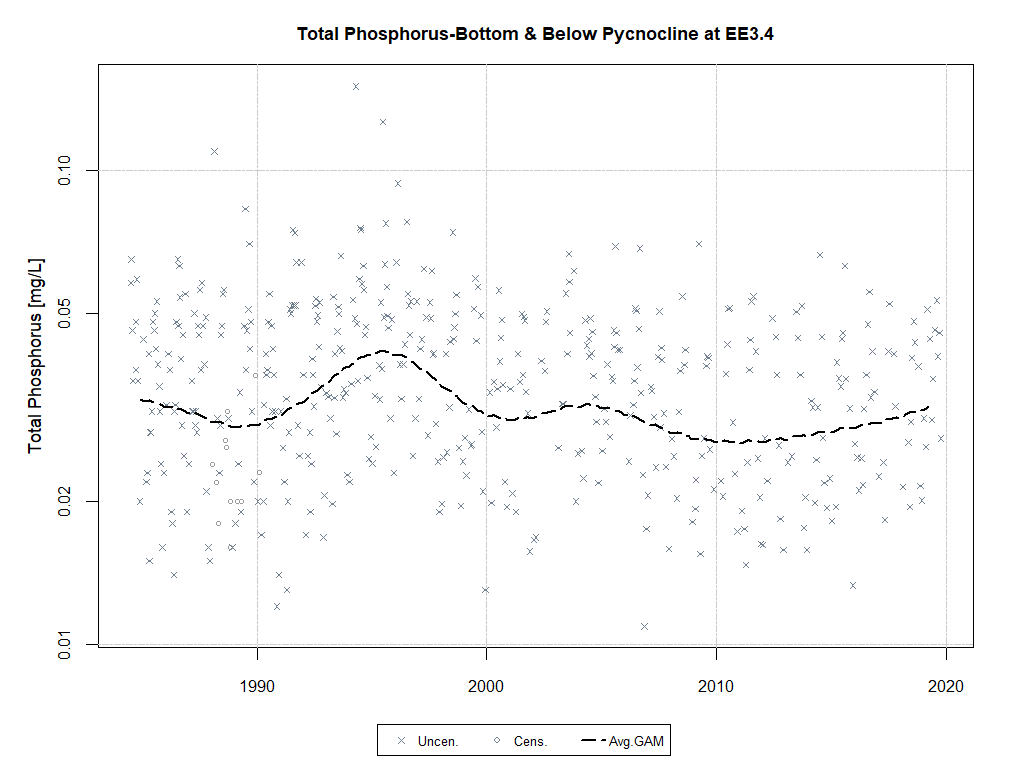 Total Phosphorus-Bottom & Below Pycnocline at EE3.4
Total Phosphorus [mg/L]
0.10
0.05
0.02
0.01
1990 2000 2010 2020
Uncen. Cens. Avg.GAM